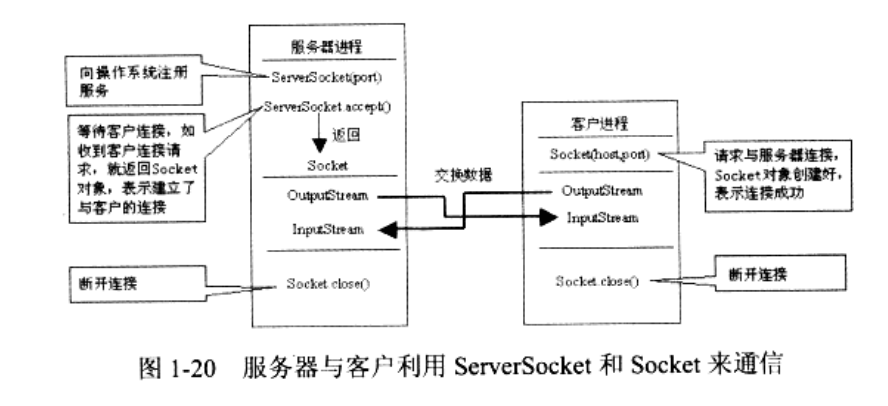 服务器进程
向操作系统注册
服务
ServerSocket(port)
ServerSocket.accept()
等待客户连接，如
收到客户连接请
求，就返回Socket
对象，表示建立了
与客户的连接
返回
Socket
OutputStream
InputStream
断开连接
Socket.close()
交换数据
客户进程
Socket(host,port)
请求与服务器连接，
Socket对象创建好，
表示连接成功
OutputStream
InputStream
Socket.close()
断开连接
图 1-20 服务器与客户利用 ServerSocket 和 Socket 来通信